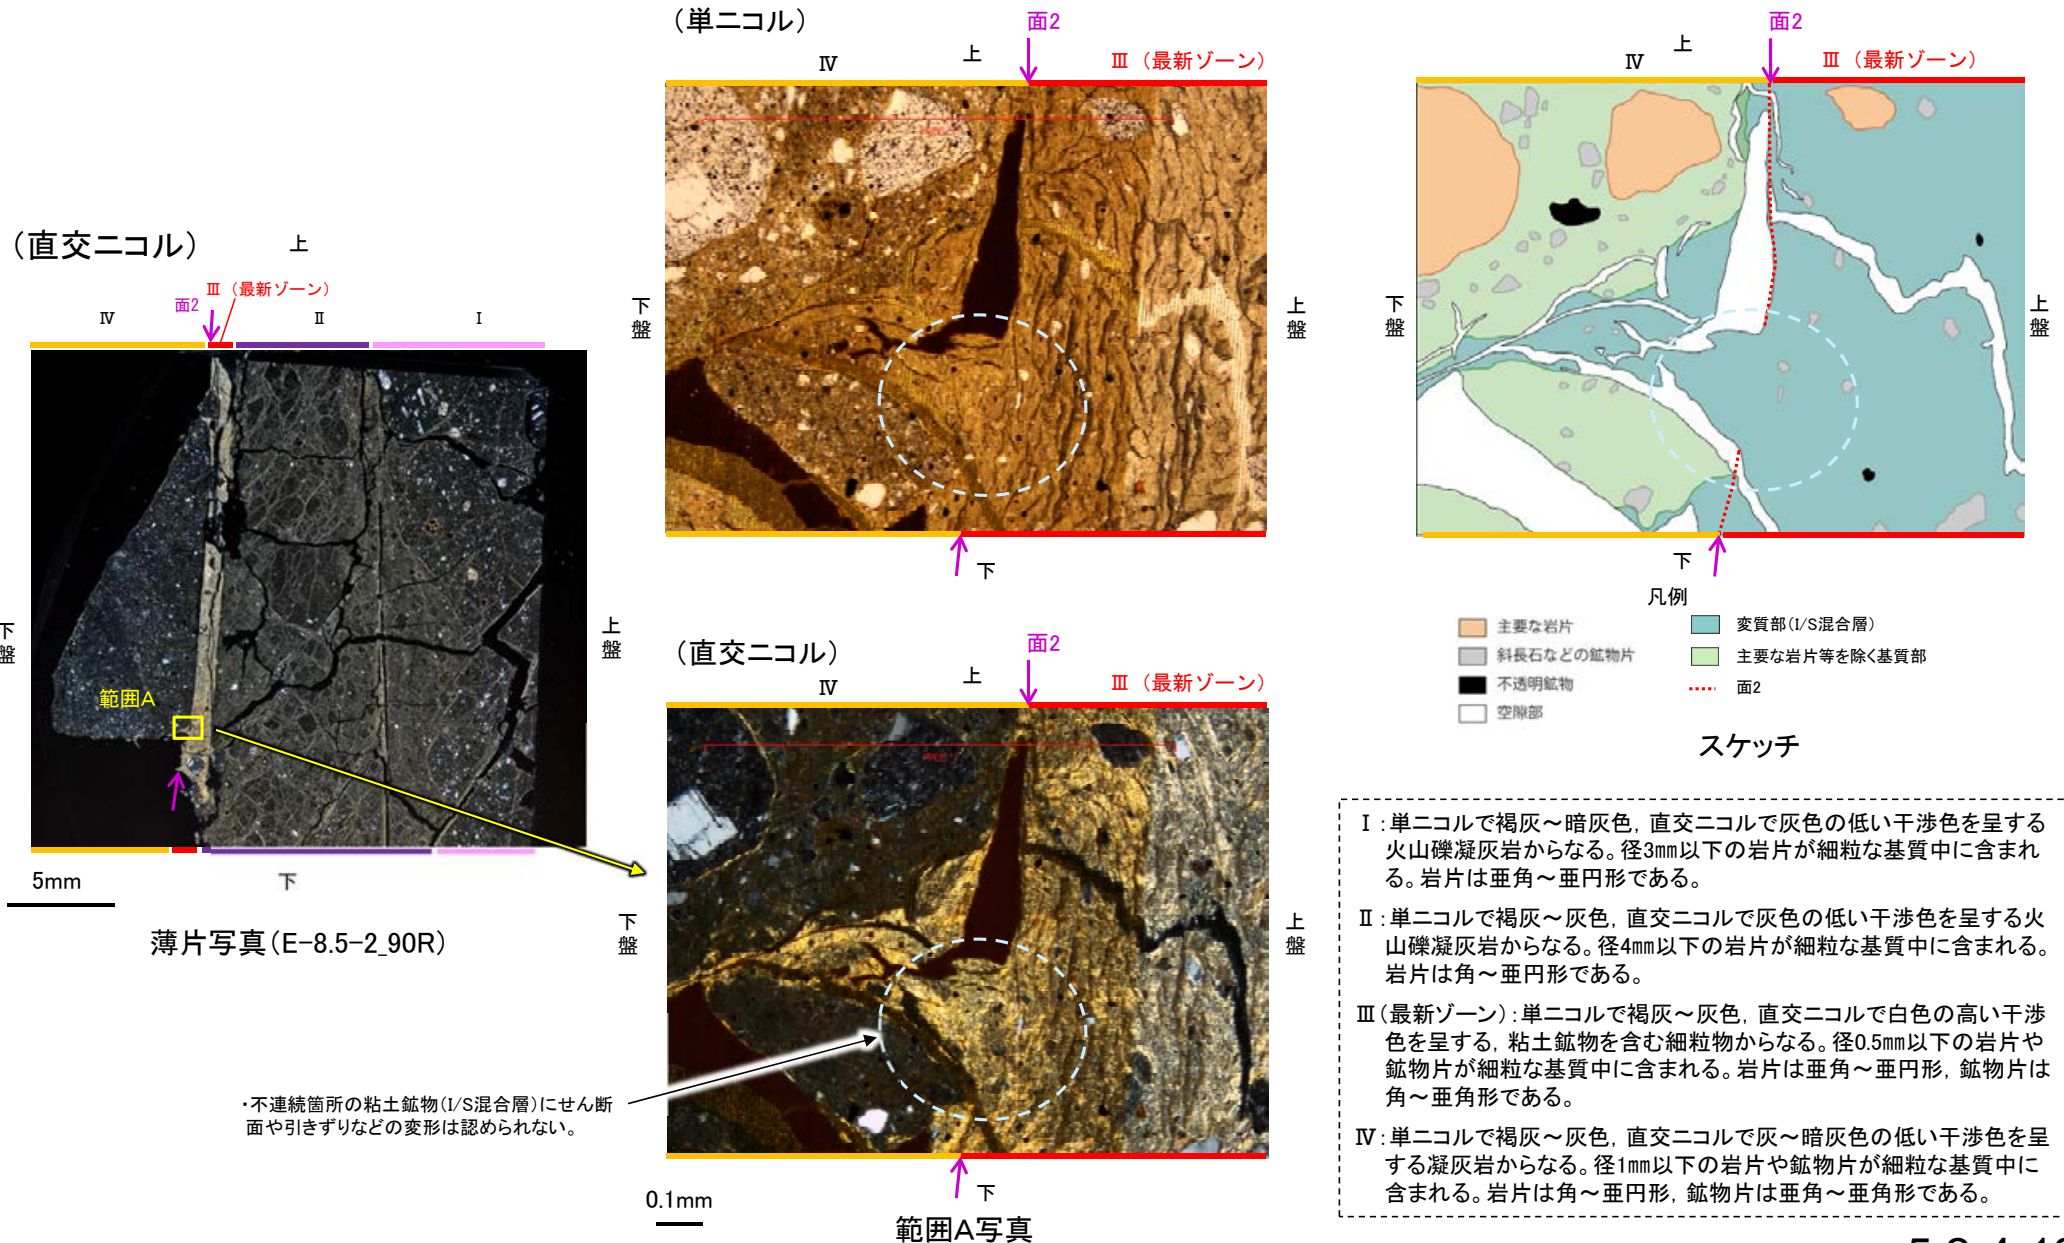 (直交ニコル)
上
面2
Ⅲ(最新ゾーン)
Ⅳ
Ⅱ
Ⅰ
下盤
上盤
範囲A
5mm
下
薄片写真(E-8.5-2_90R)
(単ニコル)
面2
上
Ⅳ
Ⅲ(最新ゾーン)
下盤
上盤
下
(直交ニコル)
面2
上
Ⅳ
Ⅲ(最新ゾーン)
下盤
上盤
・不連続箇所の粘土鉱物(I/S混合層)にせん断
面や引きずりなどの変形は認められない。
下
0.1mm
範囲A写真
面2
上
Ⅳ
Ⅲ(最新ゾーン)
下盤
上盤
下
凡例
主要な岩片
斜長石などの鉱物片
不透明鉱物
空隙部
変質部(I/S混合層)
主要な岩片等を除く基質部
面2
スケッチ
Ⅰ:単ニコルで褐灰~暗灰色,直交ニコルで灰色の低い干渉色を呈する
火山礫凝灰岩からなる。径3㎜以下の岩片が細粒な基質中に含まれ
る。岩片は亜角~亜円形である。
Ⅱ:単ニコルで褐灰~灰色,直交ニコルで灰色の低い干渉色を呈する火
山礫凝灰岩からなる。径4㎜以下の岩片が細粒な基質中に含まれる。
岩片は角~亜円形である。
Ⅲ(最新ゾーン):単ニコルで褐灰~灰色,直交ニコルで白色の高い干渉
色を呈する,粘土鉱物を含む細粒物からなる。径0.5㎜以下の岩片や
鉱物片が細粒な基質中に含まれる。岩片は亜角~亜円形,鉱物片は
角~亜角形である。
Ⅳ:単ニコルで褐灰~灰色,直交ニコルで灰~暗灰色の低い干渉色を呈
する凝灰岩からなる。径1㎜以下の岩片や鉱物片が細粒な基質中に
含まれる。岩片は角~亜円形,鉱物片は亜角~亜角形である。